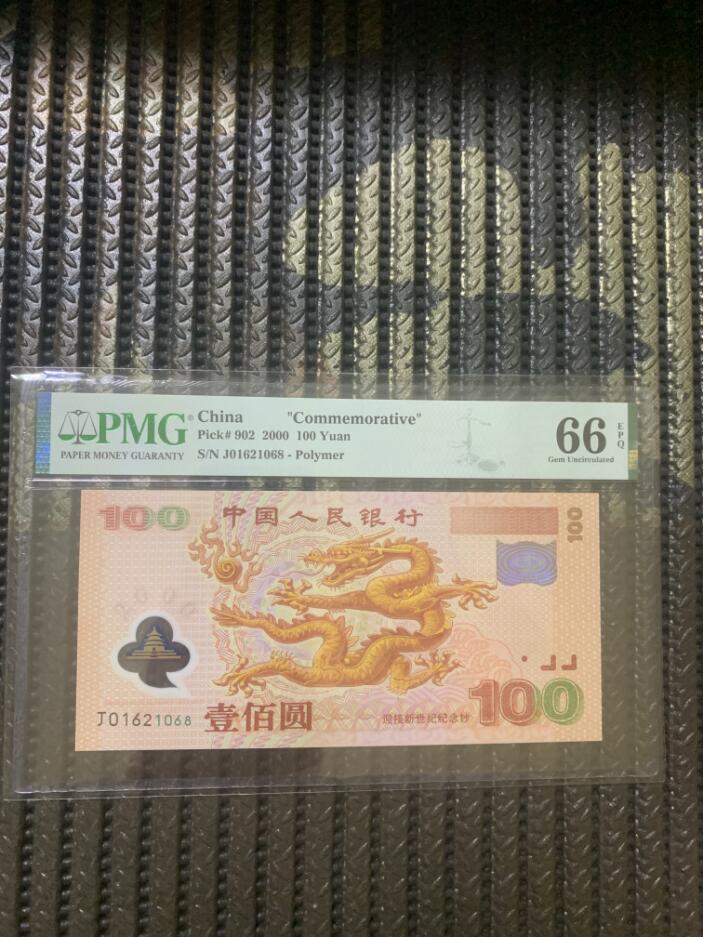 PMG
PAPER MONEY GUARANTY
China "Commemorative"
Pick# 902 2000 100 Yuan
S/N J01621068 - Polymer
66
EPQ
Gem Uncirculated
100
中国人民银行
100
2000
J01621068
壹佰圆
迎接新世纪纪念钞
100